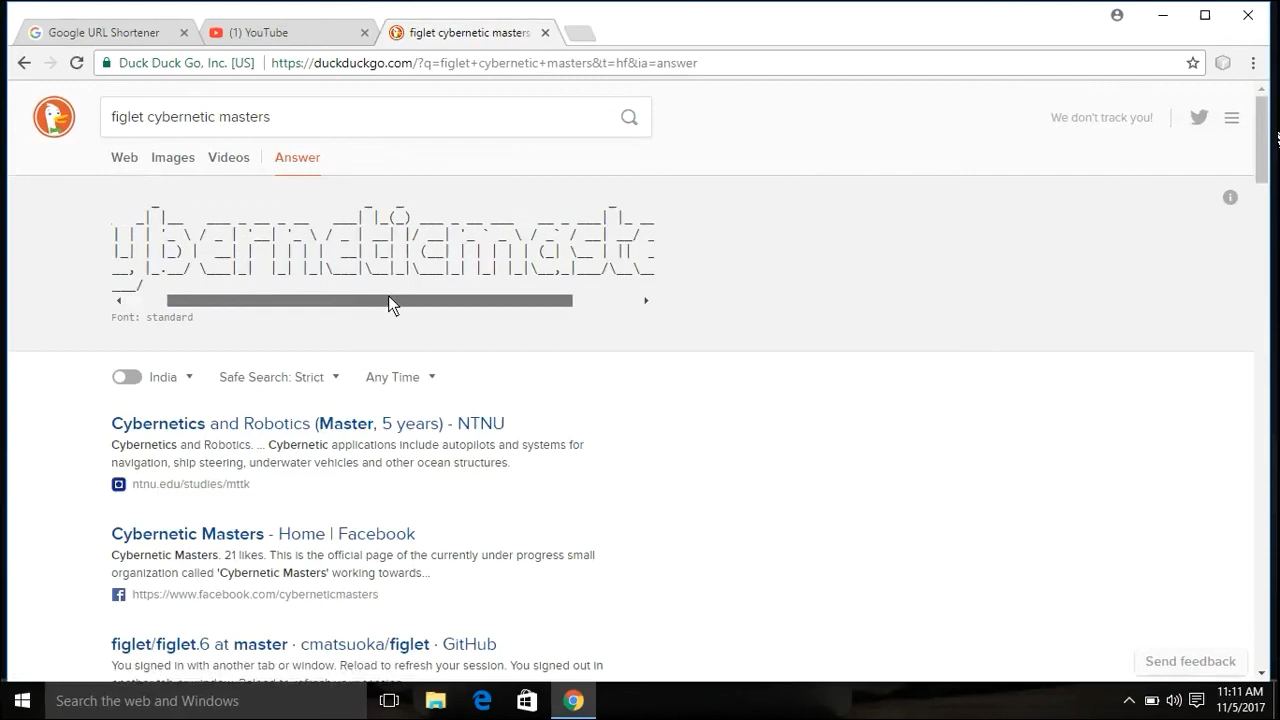 Google URL Shortener
(1) YouTube
figlet cybernetic masters
Duck Duck Go, Inc. [US] https://duckduckgo.com/?q=figlet+cybernetic+masters&t=hf&ia=answer
figlet cybernetic masters
We don't track you!
Web Images Videos Answer
yberneticmaste
Font: standard
India Safe Search: Strict Any Time
Cybernetics and Robotics (Master, 5 years) - NTNU
Cybernetics and Robotics. ... Cybernetic applications include autopilots and systems for
navigation, ship steering, underwater vehicles and other ocean structures.
ntnu.edu/studies/mttk
Cybernetic Masters - Home | Facebook
Cybernetic Masters. 21 likes. This is the official page of the currently under progress small
organization called 'Cybernetic Masters' working towards...
https://www.facebook.com/cyberneticmasters
figlet/figlet.6 at master · cmatsuoka/figlet · GitHub
You signed in with another tab or window. Reload to refresh your session. You signed out in
Send feedback
Search the web and Windows
11:11 AM
11/5/2017